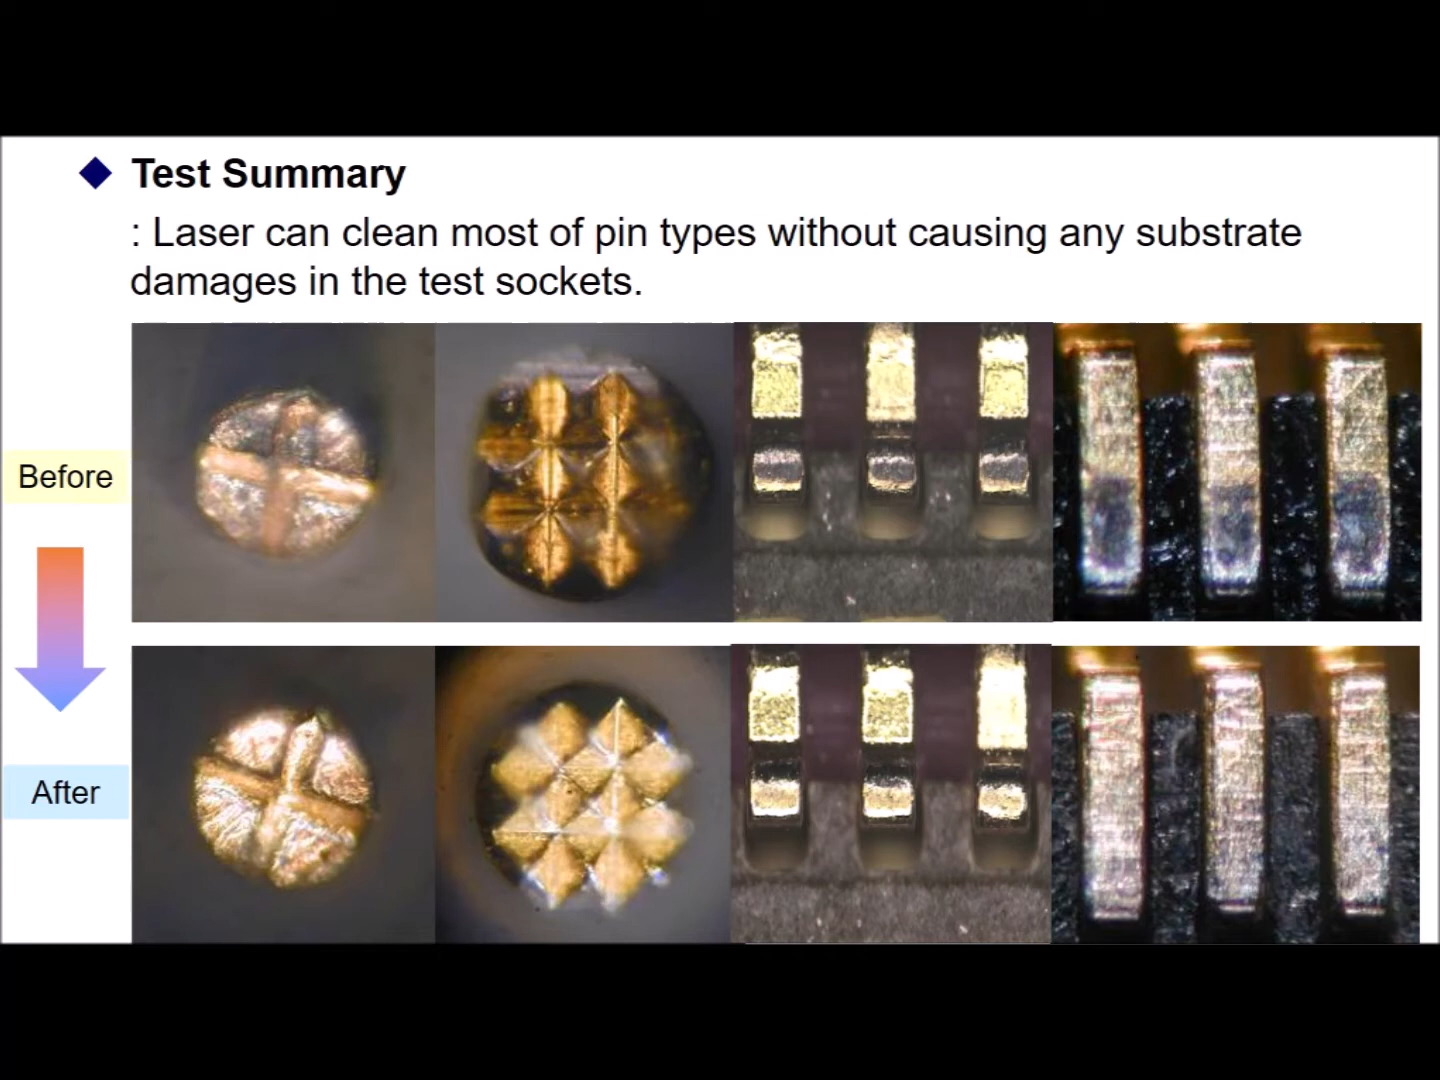 Test Summary
: Laser can clean most of pin types without causing any substrate
damages in the test sockets.
Before
After